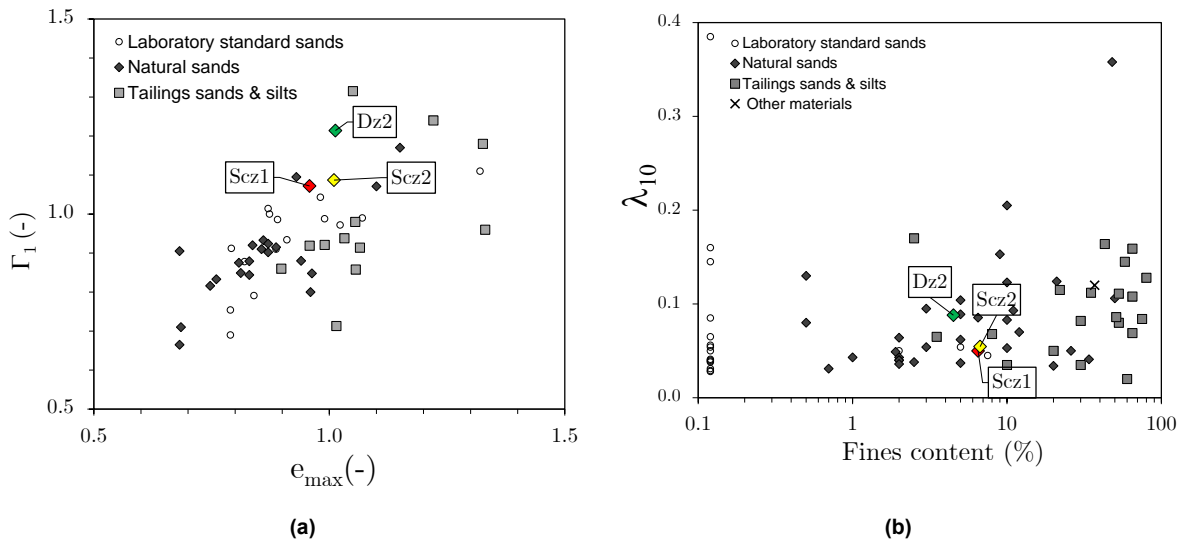 1.5
Laboratory standard sands
Natural sands
Tailings sands & silts
Dz2
Scz1
Scz2
1.0
Γ1 (-)
0.5
0.5
1.0
1.5
emax(-)
(a)
0.4
Laboratory standard sands
Natural sands
Tailings sands & silts
Other materials
0.3
λ10
0.2
Dz2
Scz2
0.1
Scz1
0.0
0.1
1
10
100
Fines content (%)
(b)